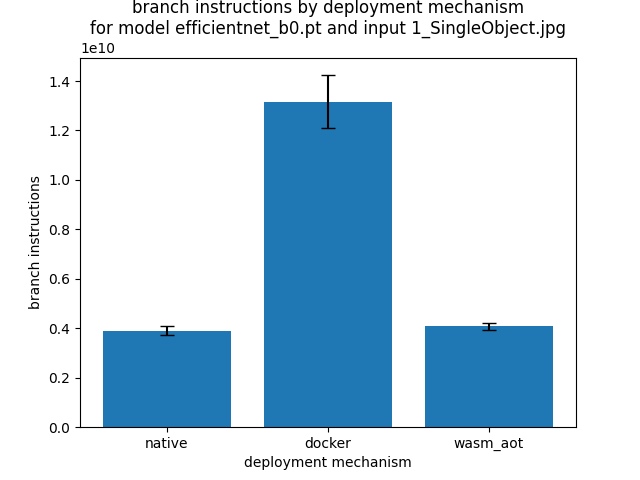 branch instructions by deployment mechanism
for model efficientnet_b0.pt and input 1_SingleObject.jpg
1e10
1.4
1.2
1.0
0.8
0.6
0.4
0.2
0.0
branch instructions
native
docker
wasm_aot
deployment mechanism